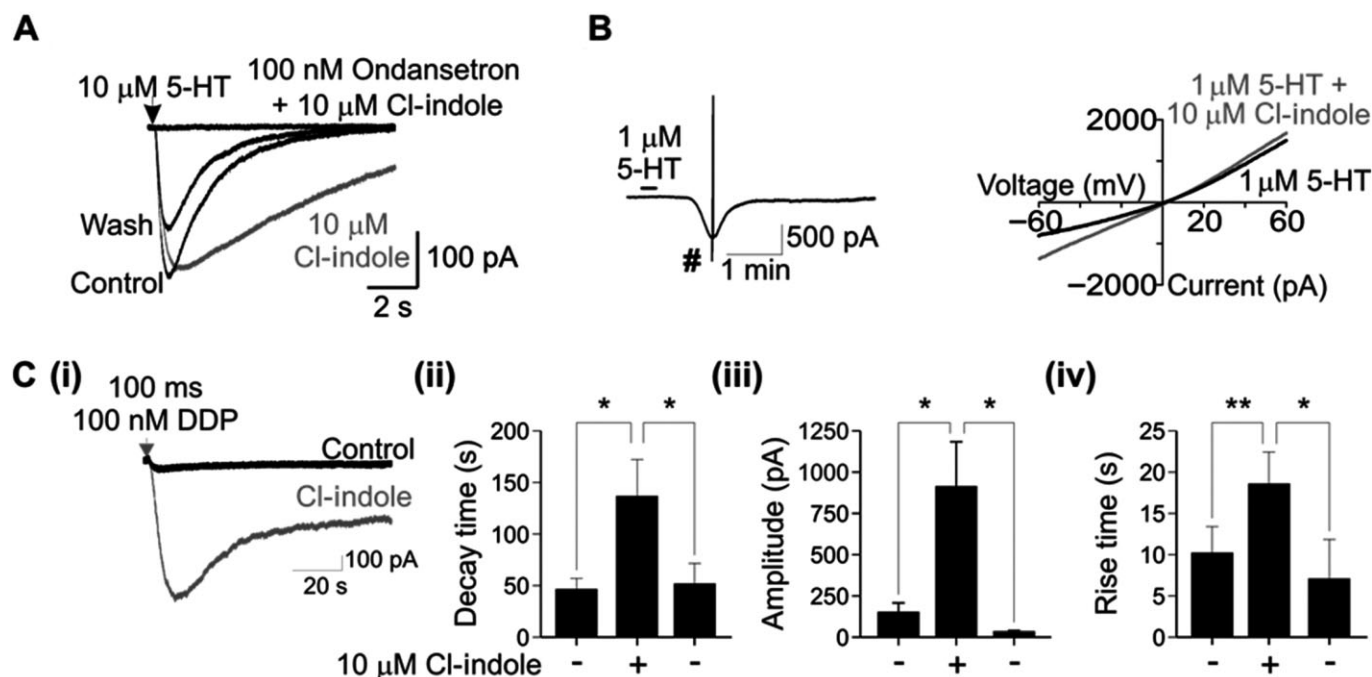 A
10 µM 5-HT
100 nM Ondansetron
+ 10 µM Cl-indole
Wash
Control
10 µM
Cl-indole
100 pA
2 s
B
1 µM
5-HT
#
500 pA
1 min
1 µM 5-HT +
10 µM Cl-indole
2000
Voltage (mV)
1 µM 5-HT
−60
20
60
−2000
Current (pA)
C (i)
100 ms
100 nM DDP
Control
Cl-indole
100 pA
20 s
(ii)
* *
Decay time (s)
200
150
100
50
0
10 µM Cl-indole - + -
(iii)
* *
Amplitude (pA)
1250
1000
750
500
250
0
- + -
(iv)
** *
Rise time (s)
25
20
15
10
5
0
- + -